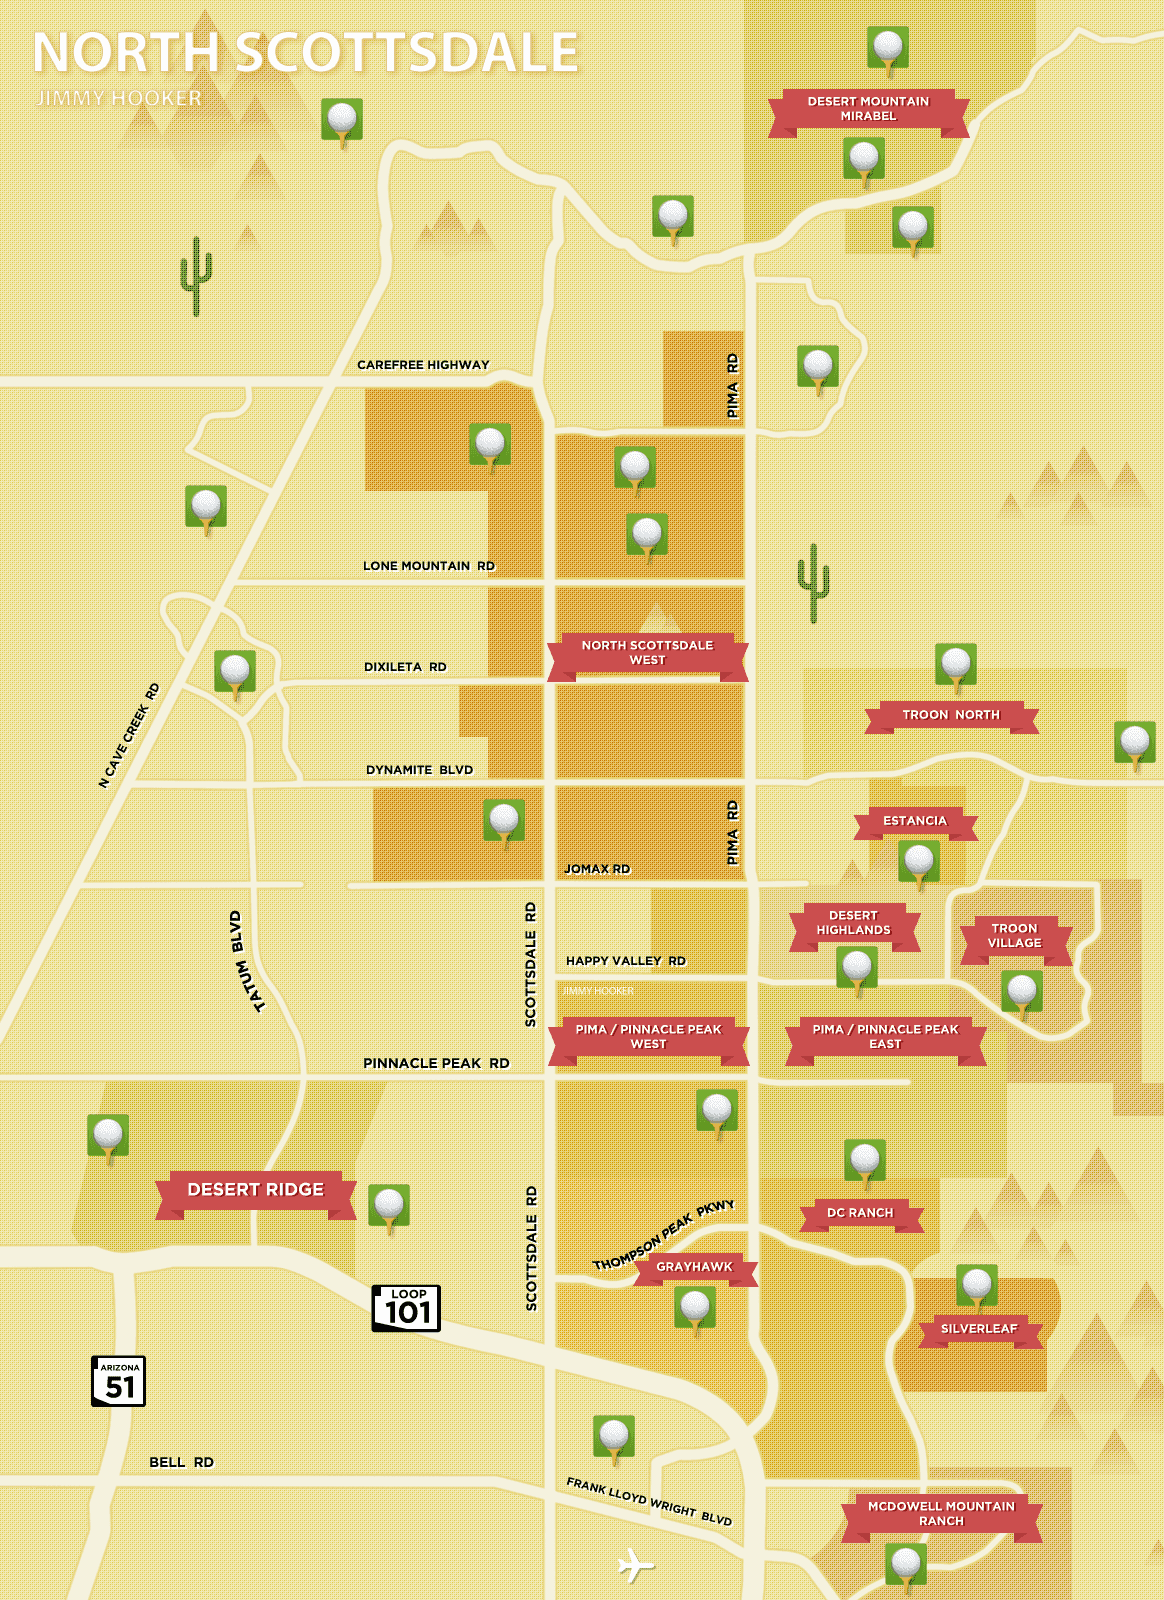 NORTH SCOTTSDALE
JIMMY HOOKER
DESERT MOUNTAIN
MIRABEL
CAREFREE HIGHWAY
PIMA RD
LONE MOUNTAIN RD
NORTH SCOTTSDALE
WEST
DIXILETA RD
N CAVE CREEK RD
TROON NORTH
DYNAMITE BLVD
PIMA RD
ESTANCIA
JOMAX RD
TATUM BLVD
SCOTTSDALE RD
DESERT
HIGHLANDS
TROON
VILLAGE
HAPPY VALLEY RD
JIMMY HOOKER
PIMA / PINNACLE PEAK
WEST
PIMA / PINNACLE PEAK
EAST
PINNACLE PEAK RD
DESERT RIDGE
SCOTTSDALE RD
THOMPSON PEAK PKWY
DC RANCH
GRAYHAWK
LOOP
101
SILVERLEAF
ARIZONA
51
BELL RD
FRANK LLOYD WRIGHT BLVD
MCDOWELL MOUNTAIN
RANCH